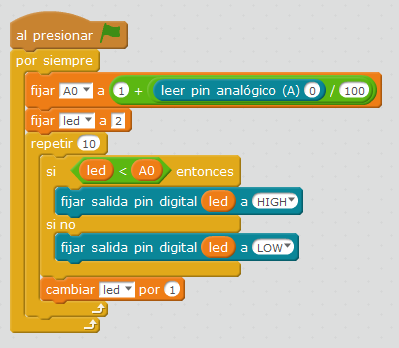 al presionar
por siempre
fijar A0 a 1 + leer pin analógico (A) 0 / 100
fijar led a 2
repetir 10
si led < A0 entonces
fijar salida pin digital led a HIGH
si no
fijar salida pin digital led a LOW
cambiar led por 1